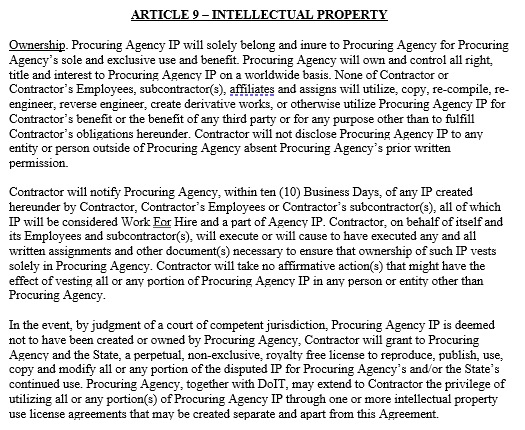 ARTICLE 9 – INTELLECTUAL PROPERTY
Ownership. Procuring Agency IP will solely belong and inure to Procuring Agency for Procuring
Agency's sole and exclusive use and benefit. Procuring Agency will own and control all right,
title and interest to Procuring Agency IP on a worldwide basis. None of Contractor or
Contractor's Employees, subcontractor(s), affiliates and assigns will utilize, copy, re-compile, re-
engineer, reverse engineer, create derivative works, or otherwise utilize Procuring Agency IP for
Contractor's benefit or the benefit of any third party or for any purpose other than to fulfill
Contractor's obligations hereunder. Contractor will not disclose Procuring Agency IP to any
entity or person outside of Procuring Agency absent Procuring Agency's prior written
permission.
Contractor will notify Procuring Agency, within ten (10) Business Days, of any IP created
hereunder by Contractor, Contractor's Employees or Contractor's subcontractor(s), all of which
IP will be considered Work For Hire and a part of Agency IP. Contractor, on behalf of itself and
its Employees and subcontractor(s), will execute or will cause to have executed any and all
written assignments and other document(s) necessary to ensure that ownership of such IP vests
solely in Procuring Agency. Contractor will take no affirmative action(s) that might have the
effect of vesting all or any portion of Procuring Agency IP in any person or entity other than
Procuring Agency.
In the event, by judgment of a court of competent jurisdiction, Procuring Agency IP is deemed
not to have been created or owned by Procuring Agency, Contractor will grant to Procuring
Agency and the State, a perpetual, non-exclusive, royalty free license to reproduce, publish, use,
copy and modify all or any portion of the disputed IP for Procuring Agency's and/or the State's
continued use. Procuring Agency, together with DoIT, may extend to Contractor the privilege of
utilizing all or any portion(s) of Procuring Agency IP through one or more intellectual property
use license agreements that may be created separate and apart from this Agreement.